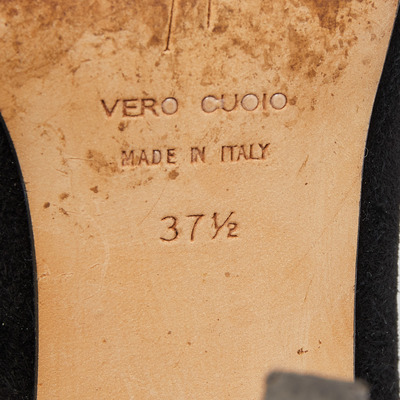 VERO CUOIO
MADE IN ITALY
37½